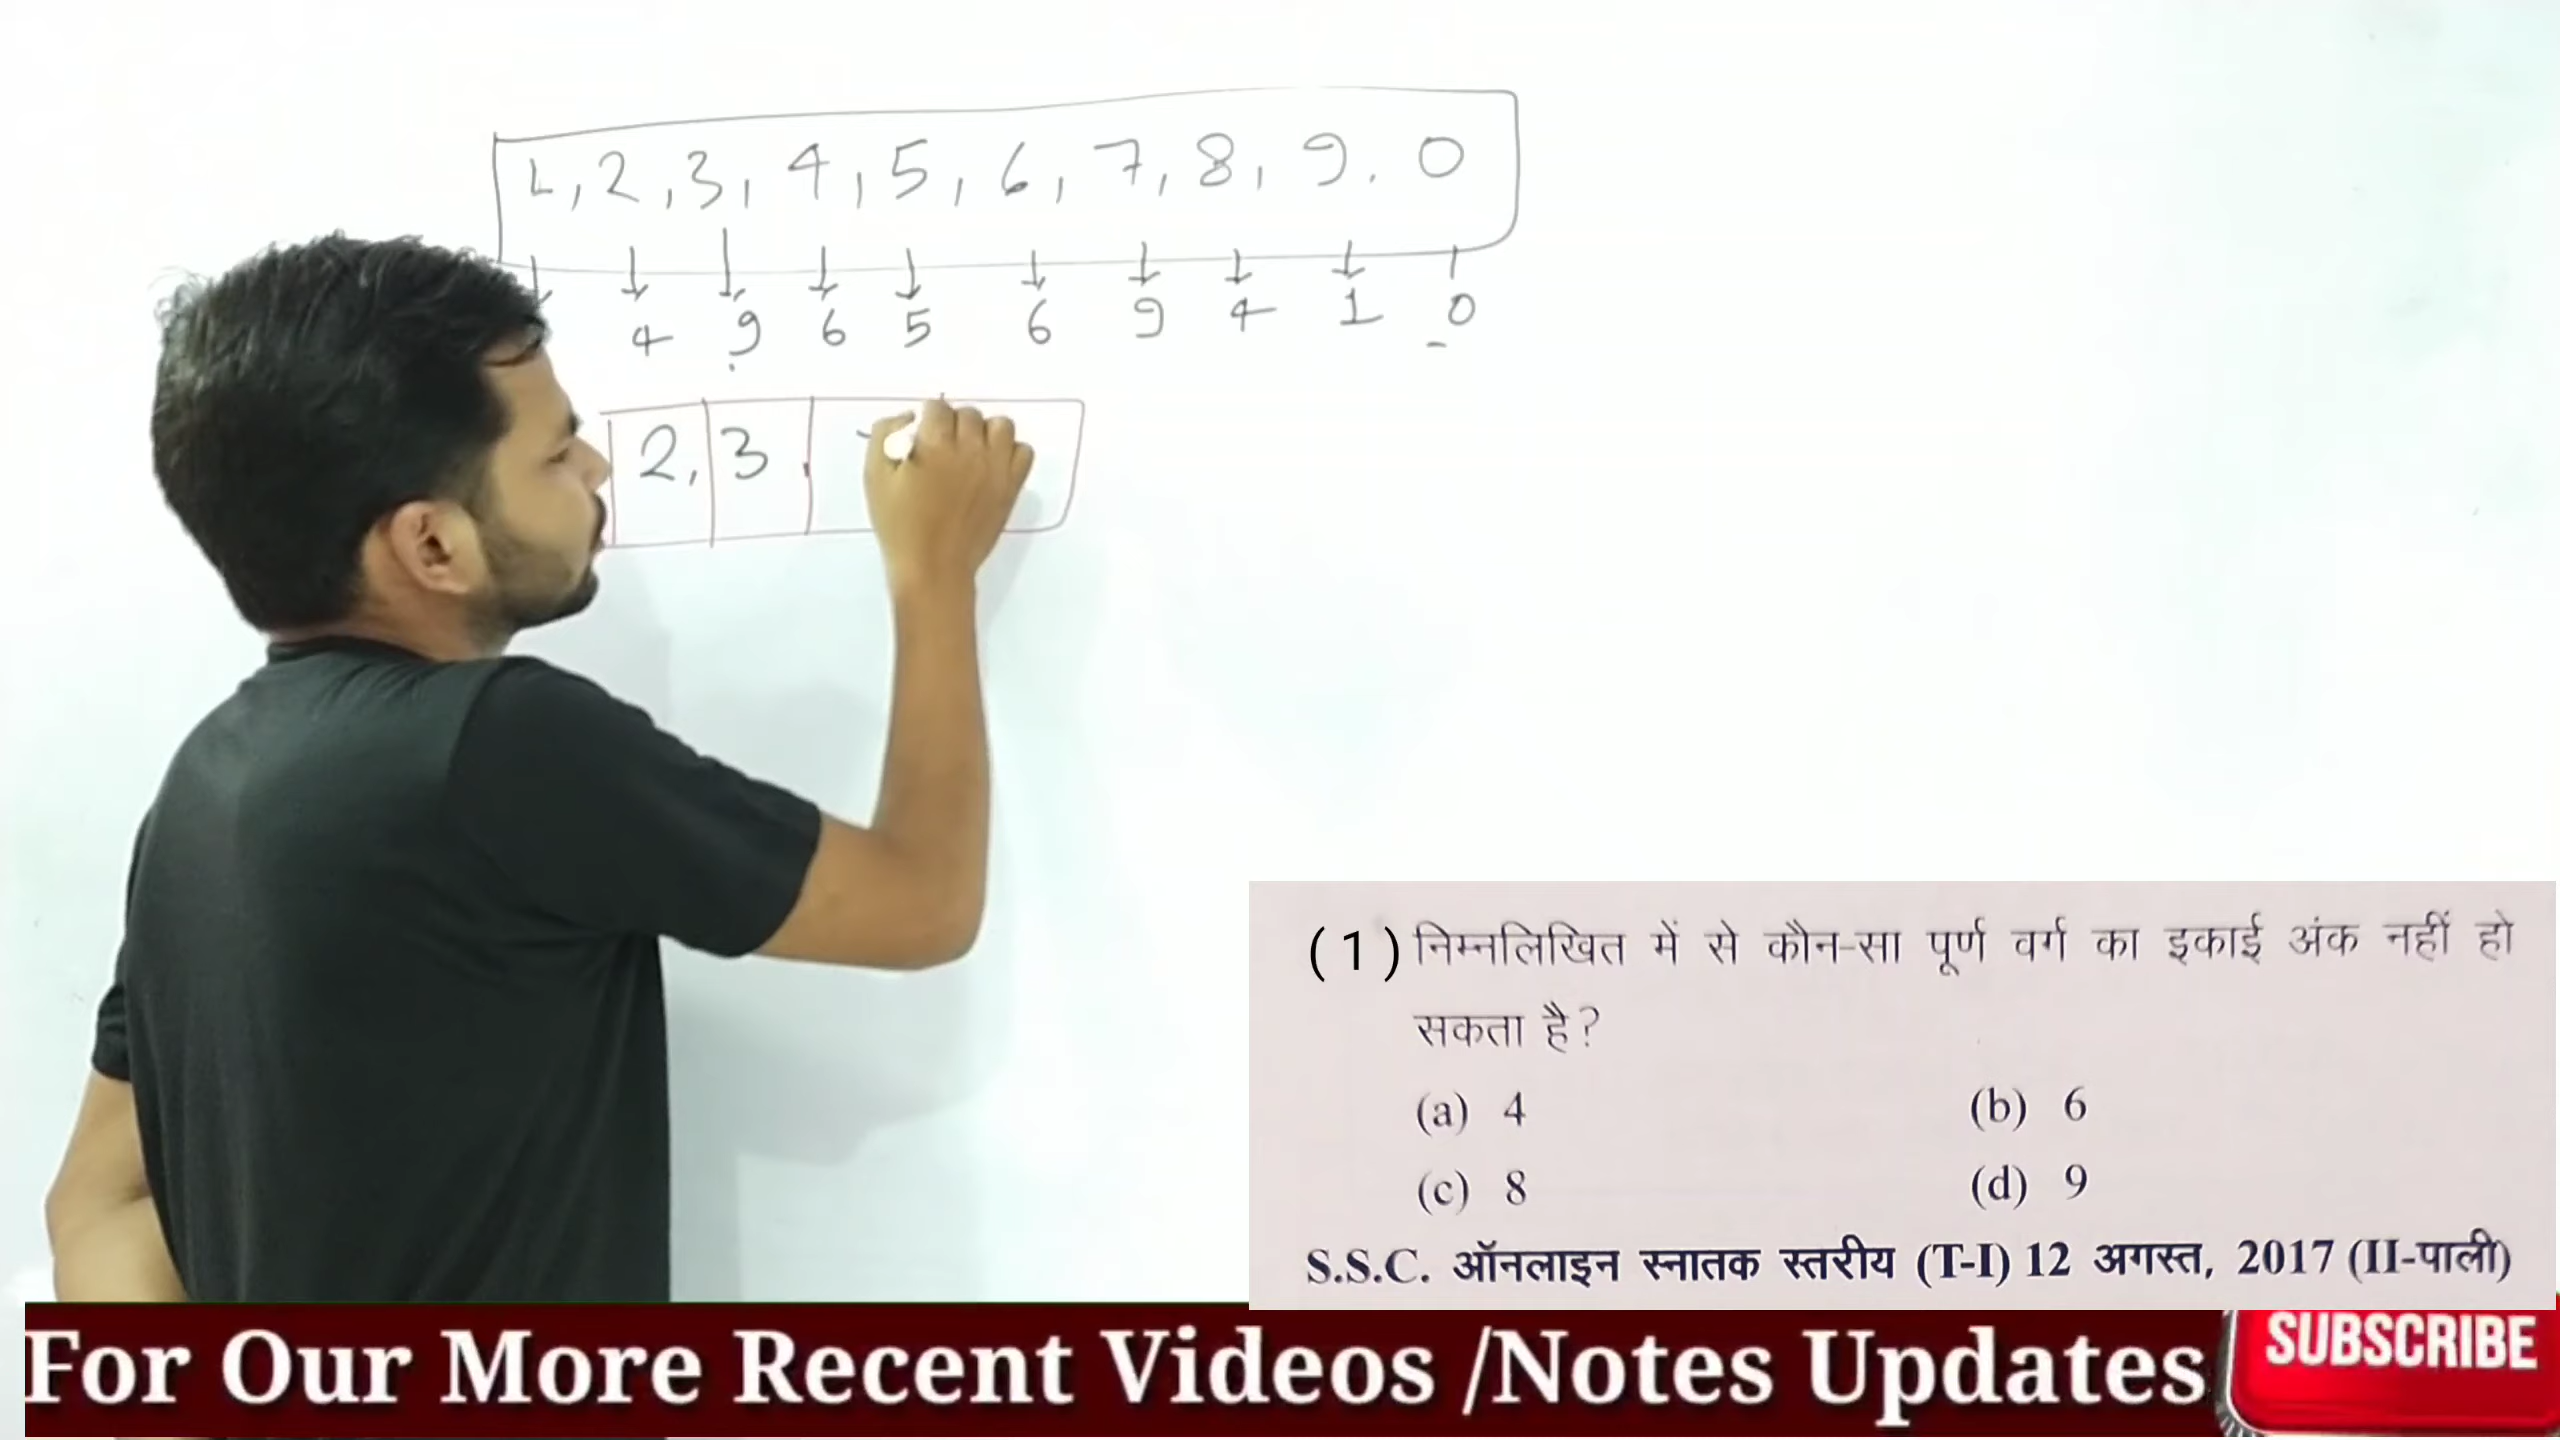 1, 2, 3, 4, 5, 6, 7, 8, 9. 0
4 9 6 5 6 9 4 1 0
2, 3
(1) निम्नलिखित में से कौन-सा पूर्ण वर्ग का इकाई अंक नहीं हो
सकता है?
(a) 4 (b) 6
(c) 8 (d) 9
S.S.C. ऑनलाइन स्नातक स्तरीय (T-I) 12 अगस्त, 2017 (II-पाली)
For Our More Recent Videos /Notes Updates SUBSCRIBE